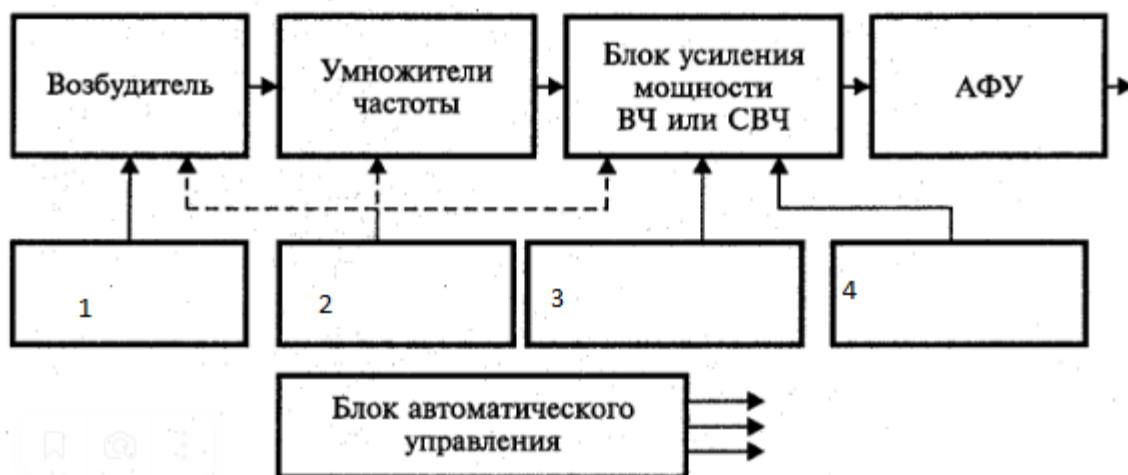 Возбудитель
Умножители
частоты
Блок усиления
мощности
ВЧ или СВЧ
АФУ
1
2
3
4
Блок автоматического
управления